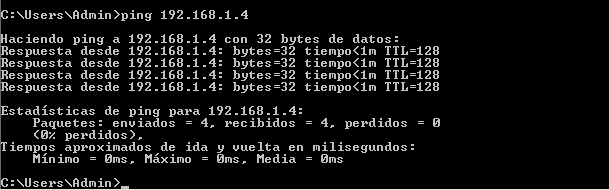 C:\Users\Admin>ping 192.168.1.4
Haciendo ping a 192.168.1.4 con 32 bytes de datos:
Respuesta desde 192.168.1.4: bytes=32 tiempo<1m TTL=128
Respuesta desde 192.168.1.4: bytes=32 tiempo<1m TTL=128
Respuesta desde 192.168.1.4: bytes=32 tiempo<1m TTL=128
Respuesta desde 192.168.1.4: bytes=32 tiempo<1m TTL=128
Estadísticas de ping para 192.168.1.4:
    Paquetes: enviados = 4, recibidos = 4, perdidos = 0
    (0% perdidos),
Tiempos aproximados de ida y vuelta en milisegundos:
    Mínimo = 0ms, Máximo = 0ms, Media = 0ms
C:\Users\Admin>_